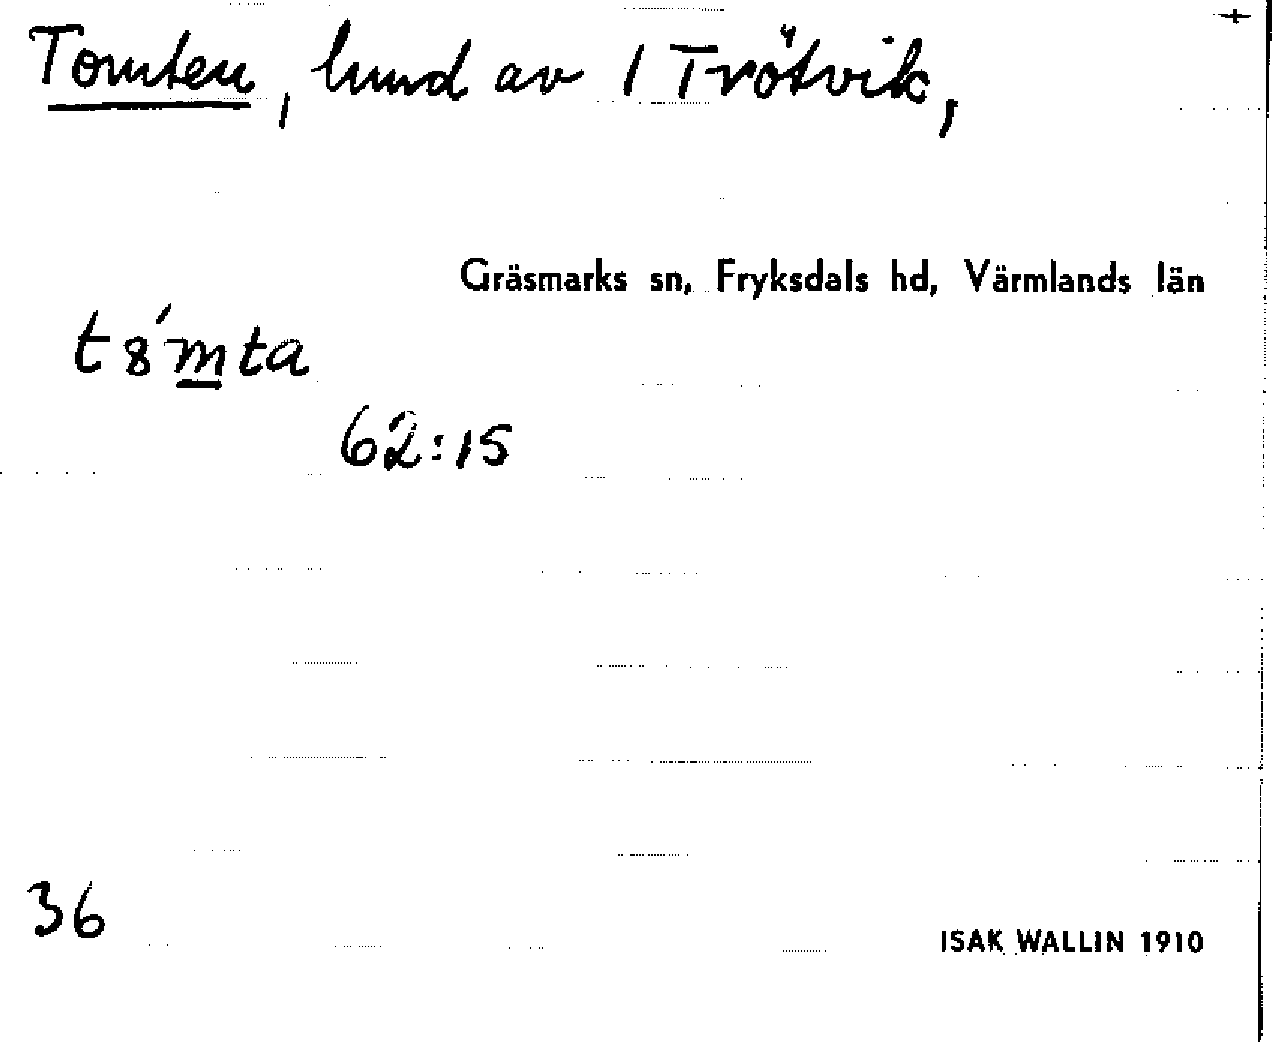 Tomten, lund av 1 Trötvik,
Gräsmarks sn, Fryksdals hd, Värmlands län
t8́mta
62:15
36
ISAK WALLIN 1910